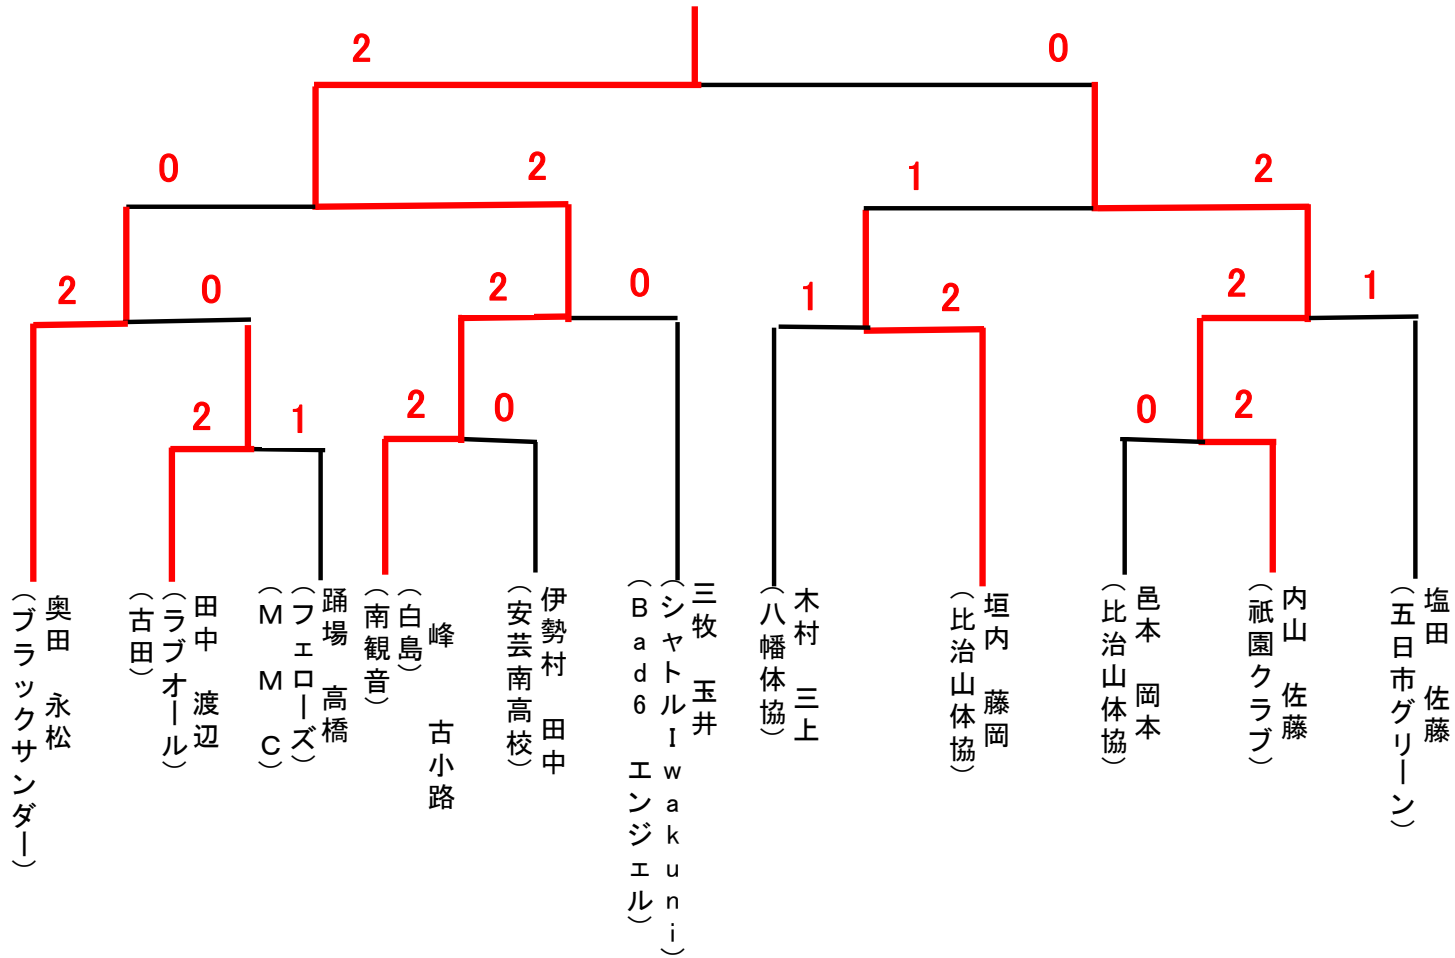 2
0
0
2
1
2
2
0
2
0
1
2
2
1
2
1
2
0
0
2
奥田 永松
（ブラックサンダー）
田中 渡辺
（ラブオール）
（古田）
踊場 高橋
（フェローズ）
（ＭＭＣ）
峰 古小路
（白島）
（南観音）
伊勢村 田中
（安芸南高校）
三牧 玉井
（シャトルＩｗａｋｕｎｉ）
（Ｂａｄ６ エンジェル）
木村 三上
（八幡体協）
垣内 藤岡
（比治山体協）
邑本 岡本
（比治山体協）
内山 佐藤
（祇園クラブ）
塩田 佐藤
（五日市グリーン）